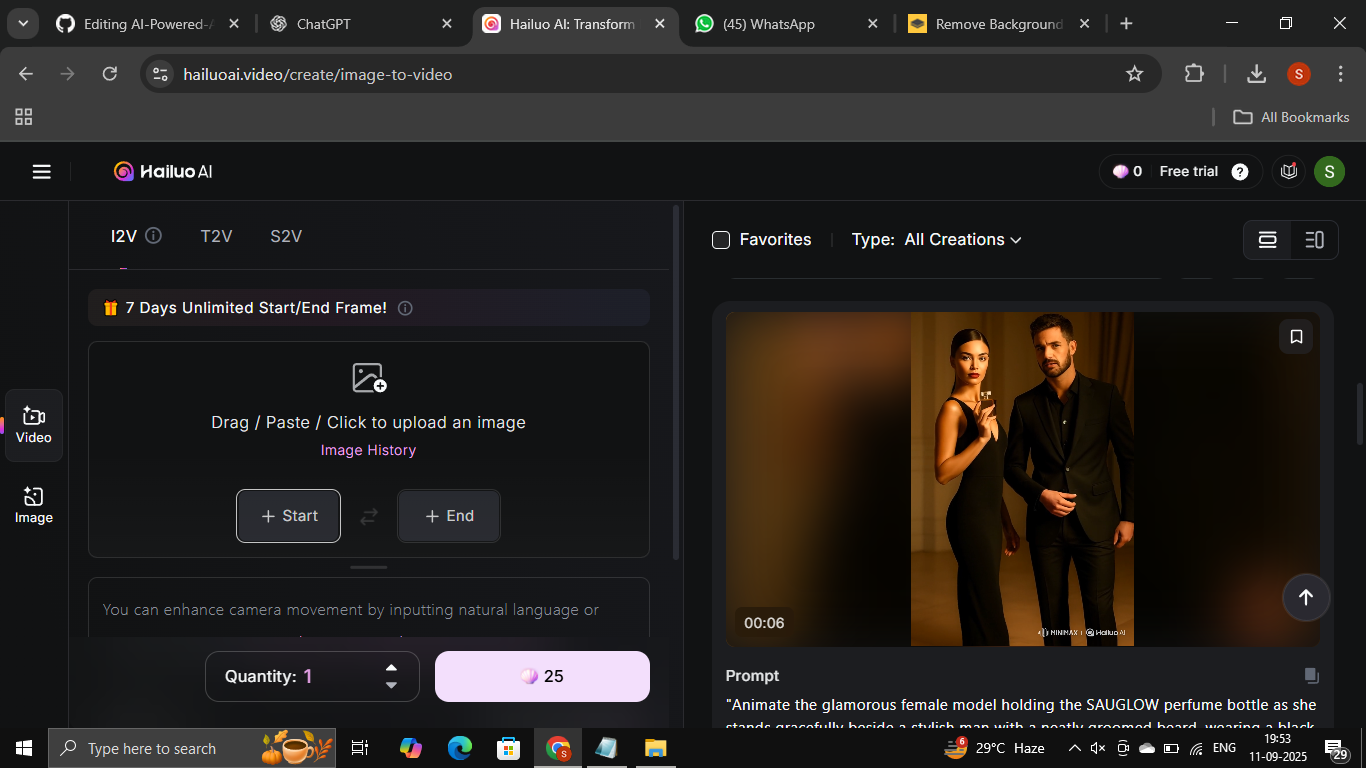 Editing AI-Powered-A
ChatGPT
Hailuo AI: Transform
(45) WhatsApp
Remove Background
hailuoai.video/create/image-to-video
S
All Bookmarks
Hailuo AI
0
Free trial
?
S
I2V
T2V
S2V
Favorites
Type: All Creations
🎁 7 Days Unlimited Start/End Frame!
Video
Image
Drag / Paste / Click to upload an image
Image History
+ Start
+ End
You can enhance camera movement by inputting natural language or
Quantity: 1
25
MINIMAX | Hailuo AI
00:06
Prompt
"Animate the glamorous female model holding the SAUGLOW perfume bottle as she
stands gracefully beside a stylish man with a neatly groomed beard, wearing a black
Type here to search
6
29°C Haze
ENG
19:53
11-09-2025
29